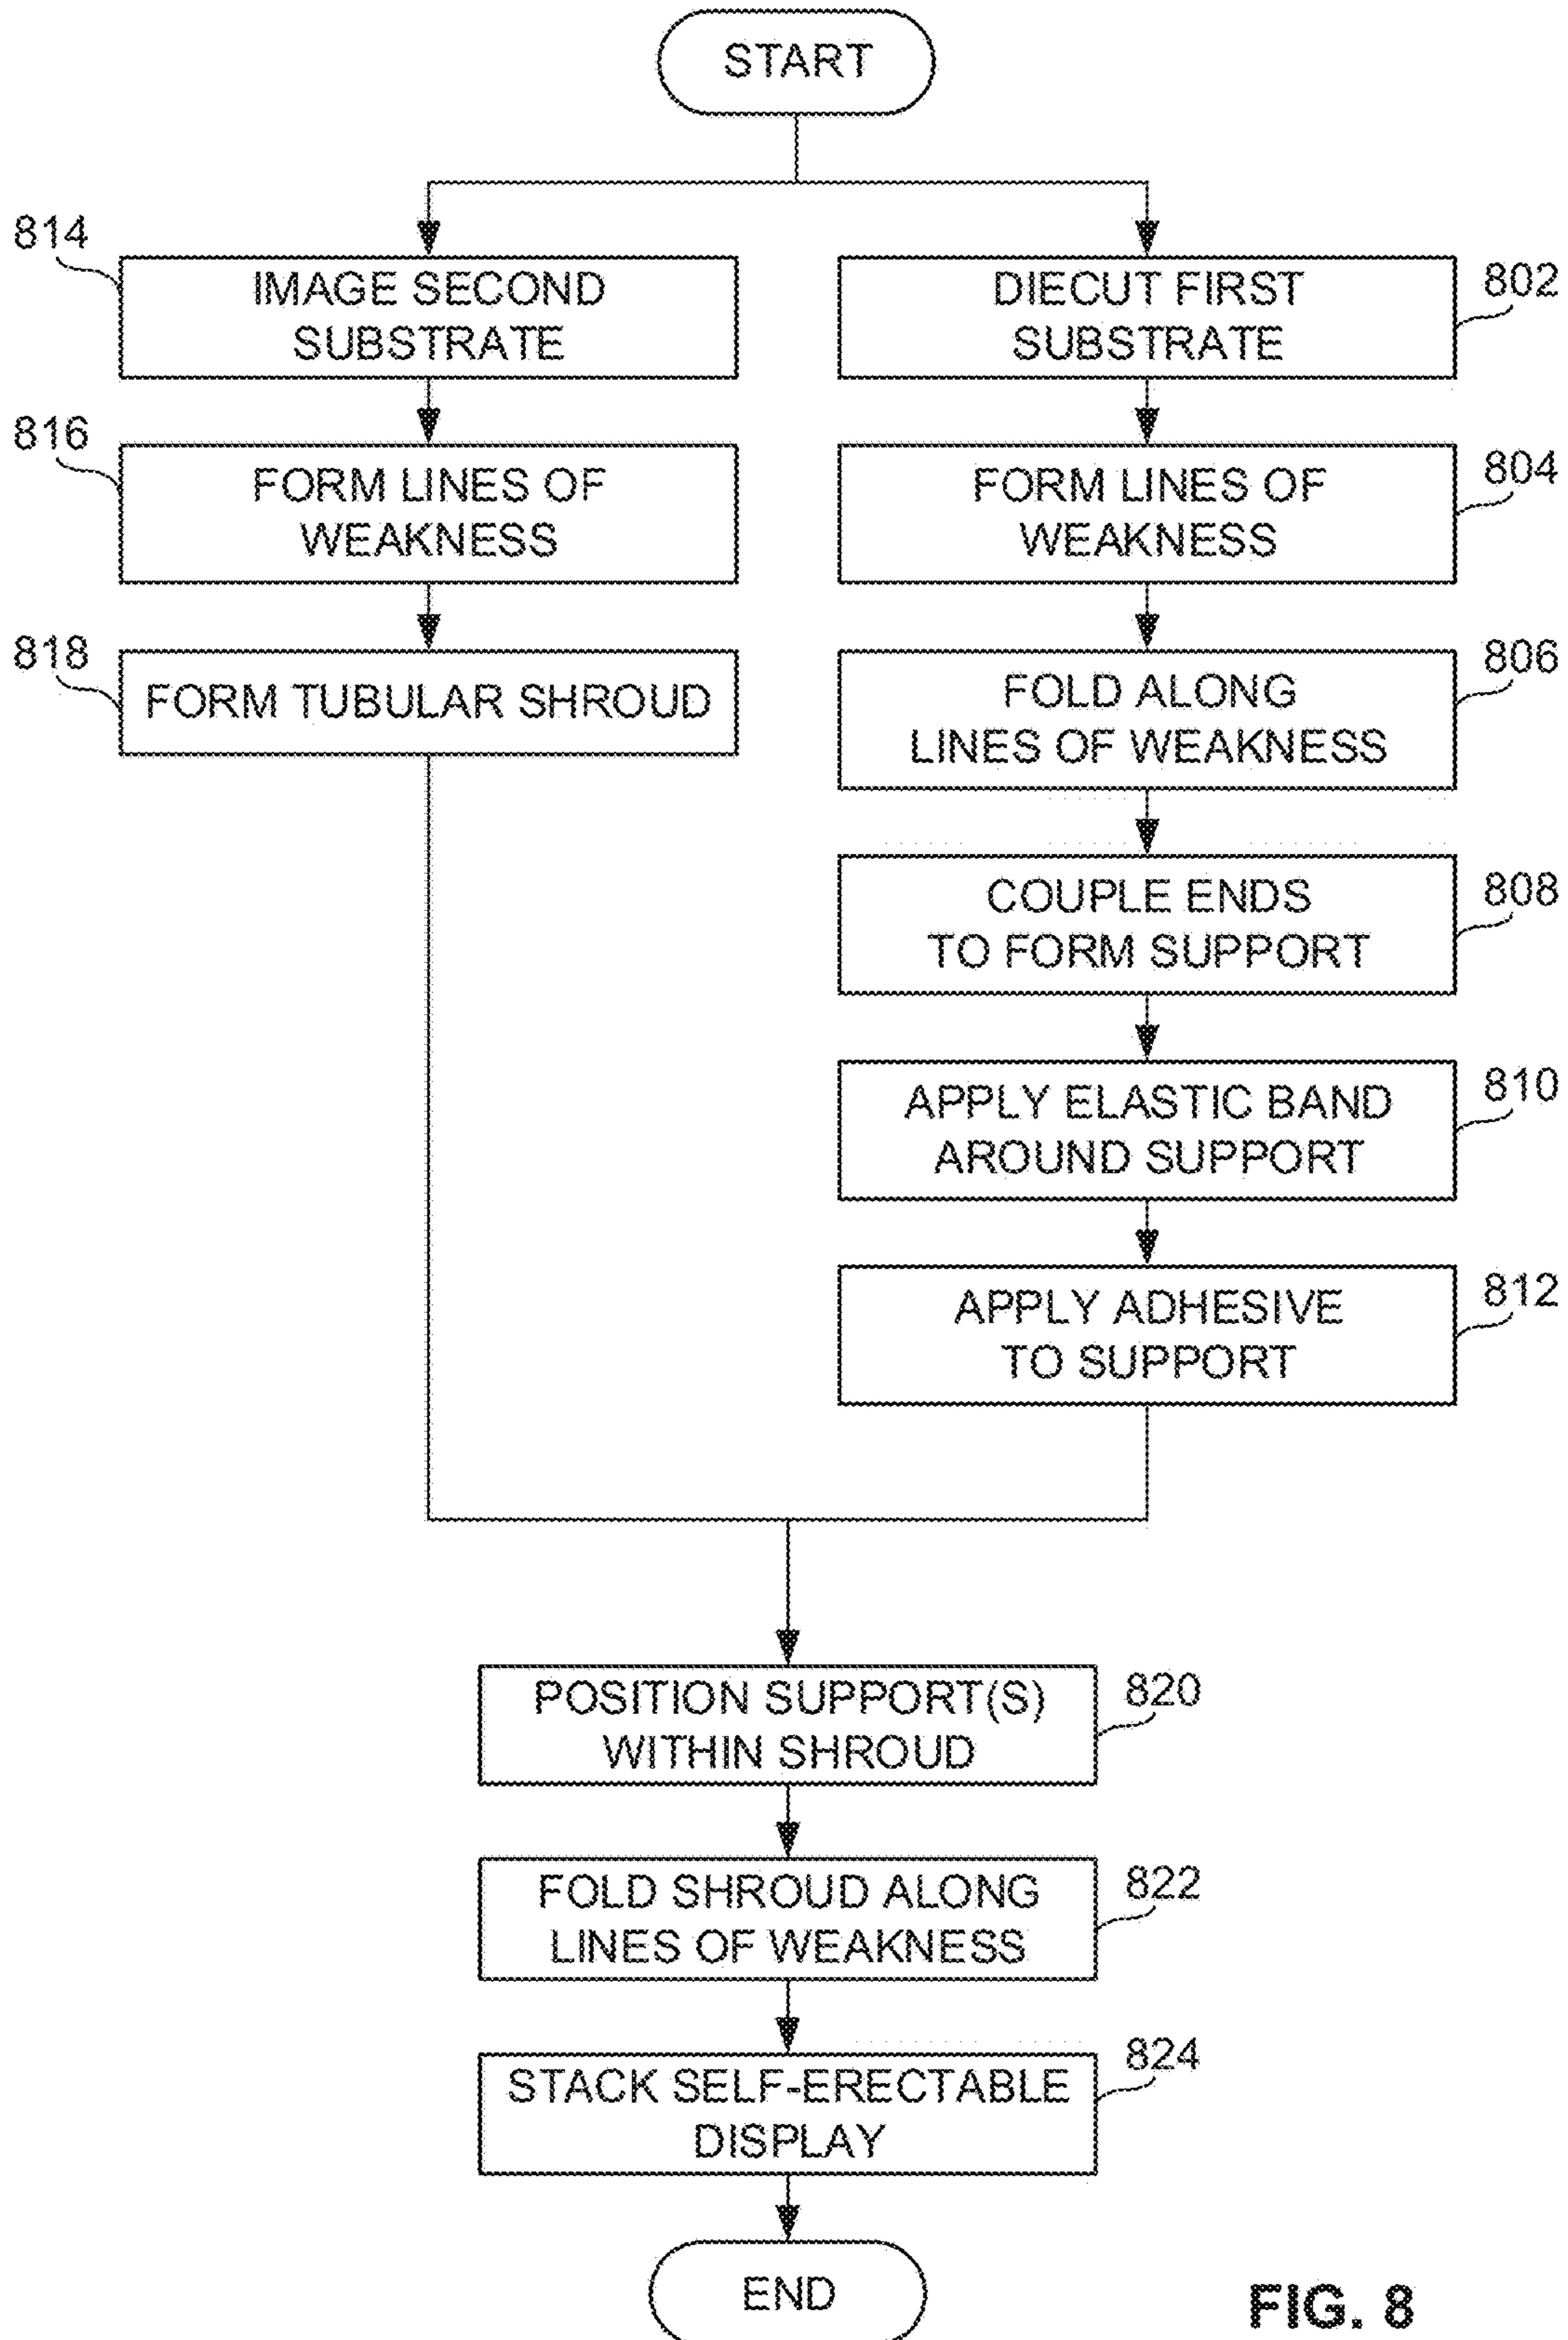 START
814
IMAGE SECOND
SUBSTRATE
816
FORM LINES OF
WEAKNESS
818
FORM TUBULAR SHROUD
DIECUT FIRST
SUBSTRATE
802
FORM LINES OF
WEAKNESS
804
FOLD ALONG
LINES OF WEAKNESS
806
COUPLE ENDS
TO FORM SUPPORT
808
APPLY ELASTIC BAND
AROUND SUPPORT
810
APPLY ADHESIVE
TO SUPPORT
812
POSITION SUPPORT(S)
WITHIN SHROUD
820
FOLD SHROUD ALONG
LINES OF WEAKNESS
822
STACK SELF-ERECTABLE
DISPLAY
824
END
FIG. 8